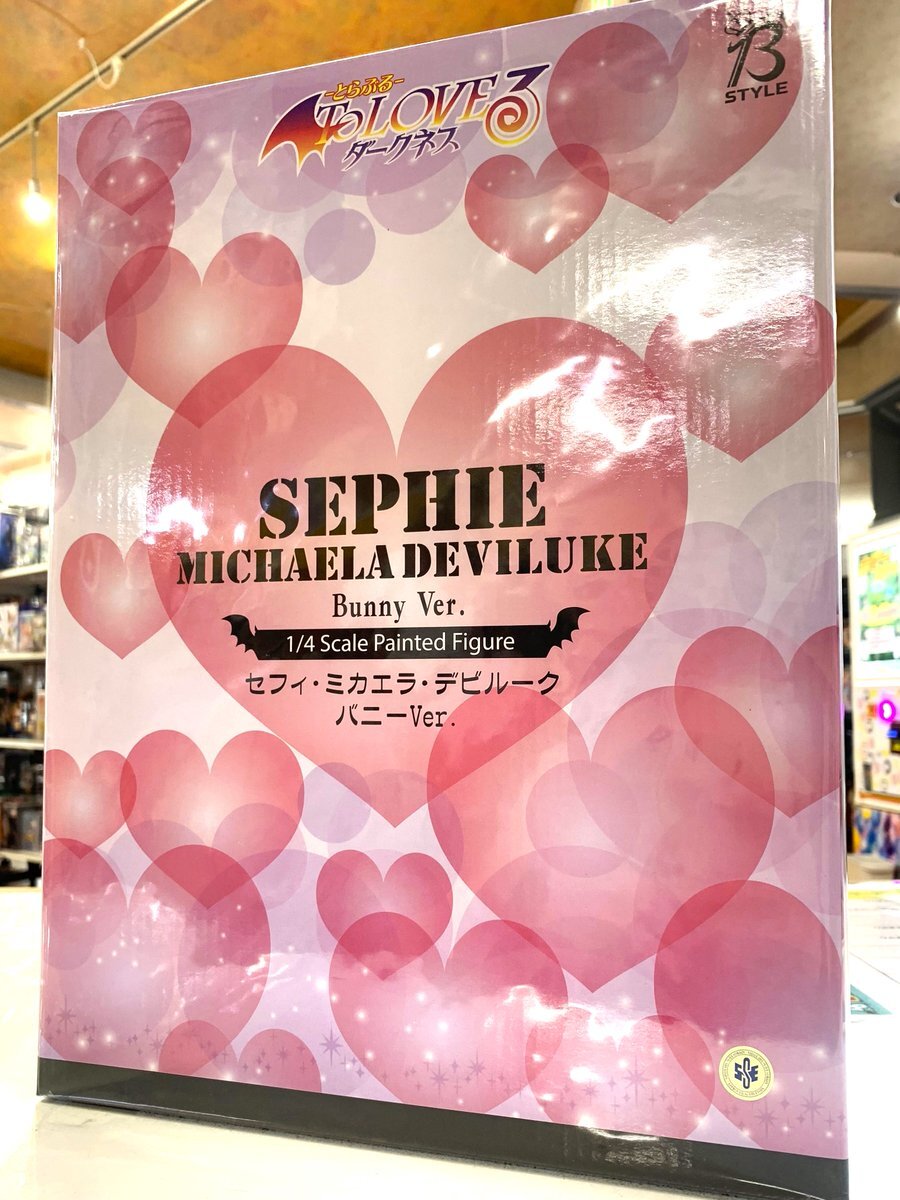 -とらぶる-
To LOVEる
ダークネス
B
STYLE
SEPHIE
MICHAELA DEVILUKE
Bunny Ver.
1/4 Scale Painted Figure
セフィ・ミカエラ・デビルーク
バニーVer.